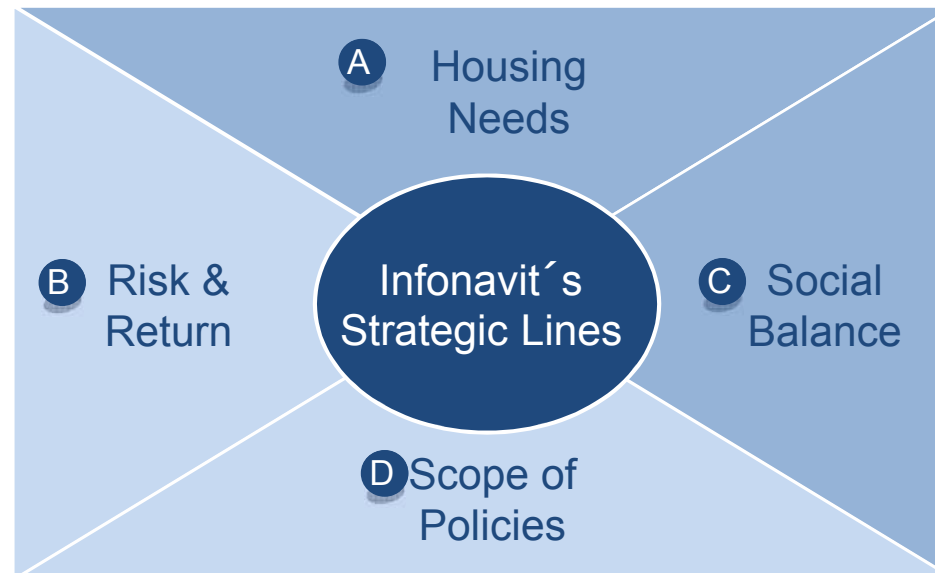 A Housing
Needs
B Risk &
Return
Infonavit´s
Strategic Lines
C Social
Balance
D Scope of
Policies